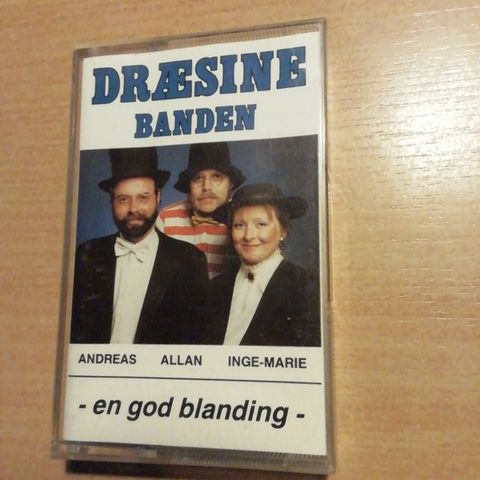 DRÆSINE
BANDEN
ANDREAS ALLAN INGE-MARIE
- en god blanding -